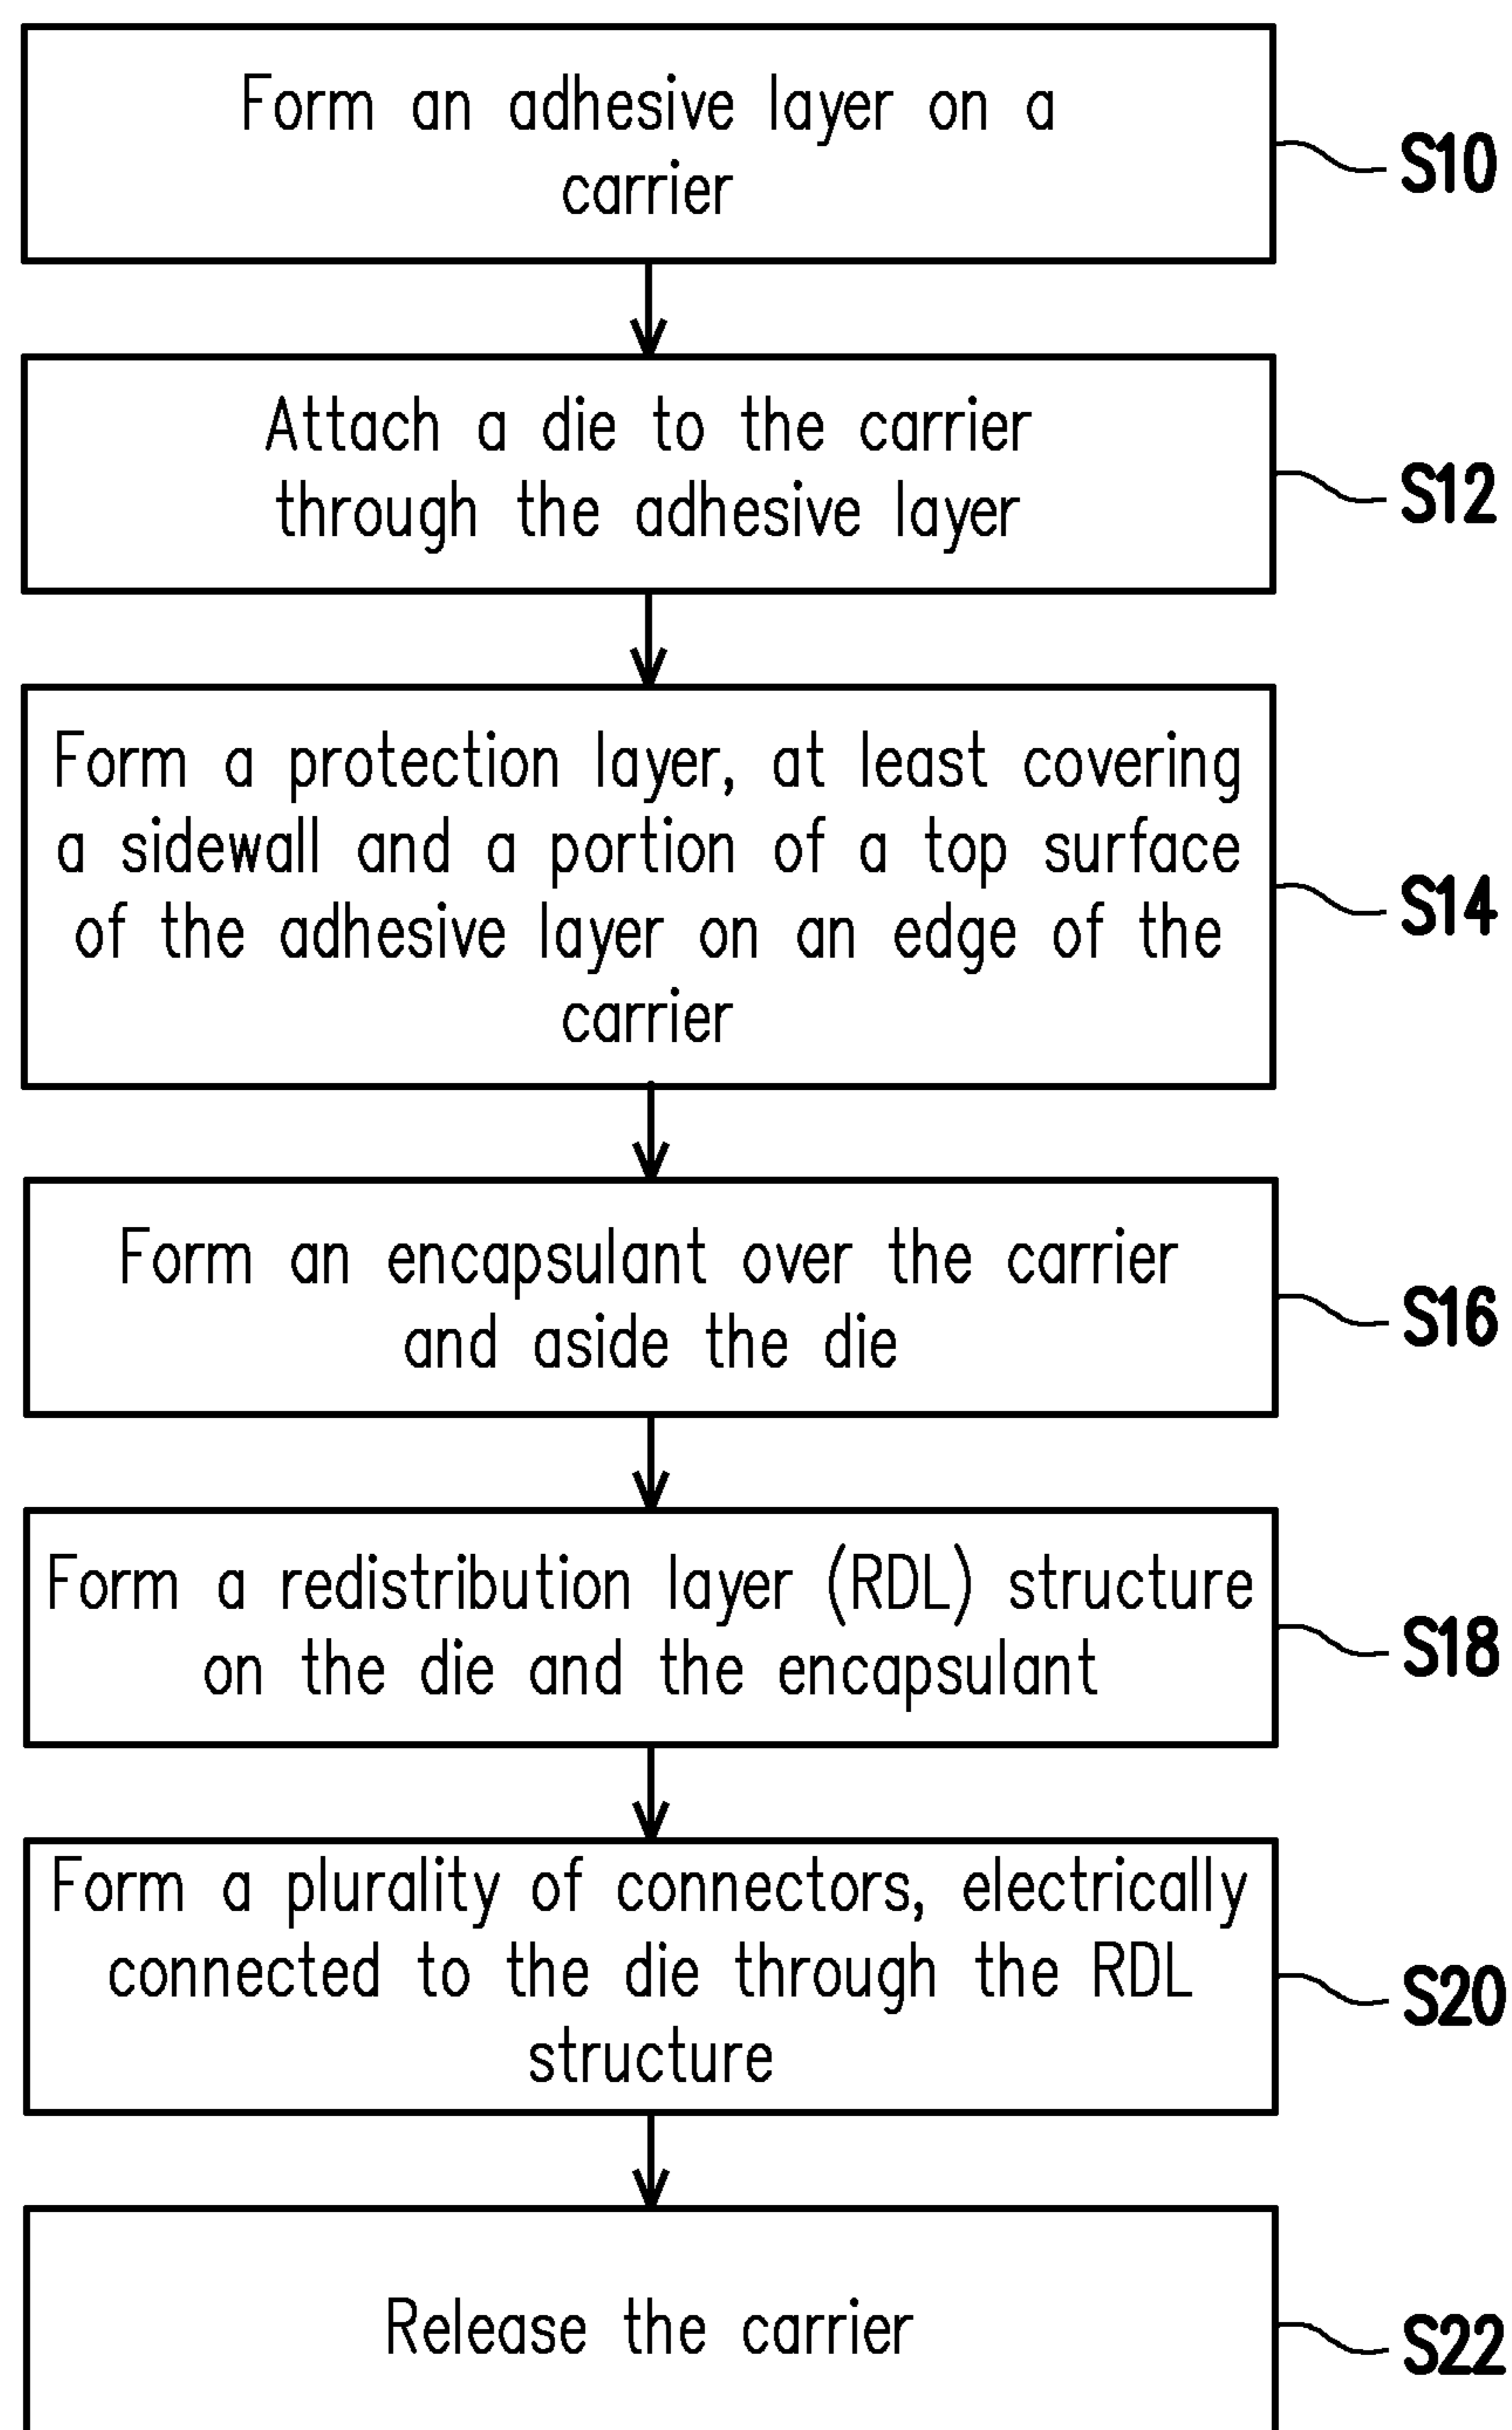 Form an adhesive layer on a
carrier
S10
Attach a die to the carrier
through the adhesive layer
S12
Form a protection layer, at least covering
a sidewall and a portion of a top surface
of the adhesive layer on an edge of the
carrier
S14
Form an encapsulant over the carrier
and aside the die
S16
Form a redistribution layer (RDL) structure
on the die and the encapsulant
S18
Form a plurality of connectors, electrically
connected to the die through the RDL
structure
S20
Release the carrier
S22